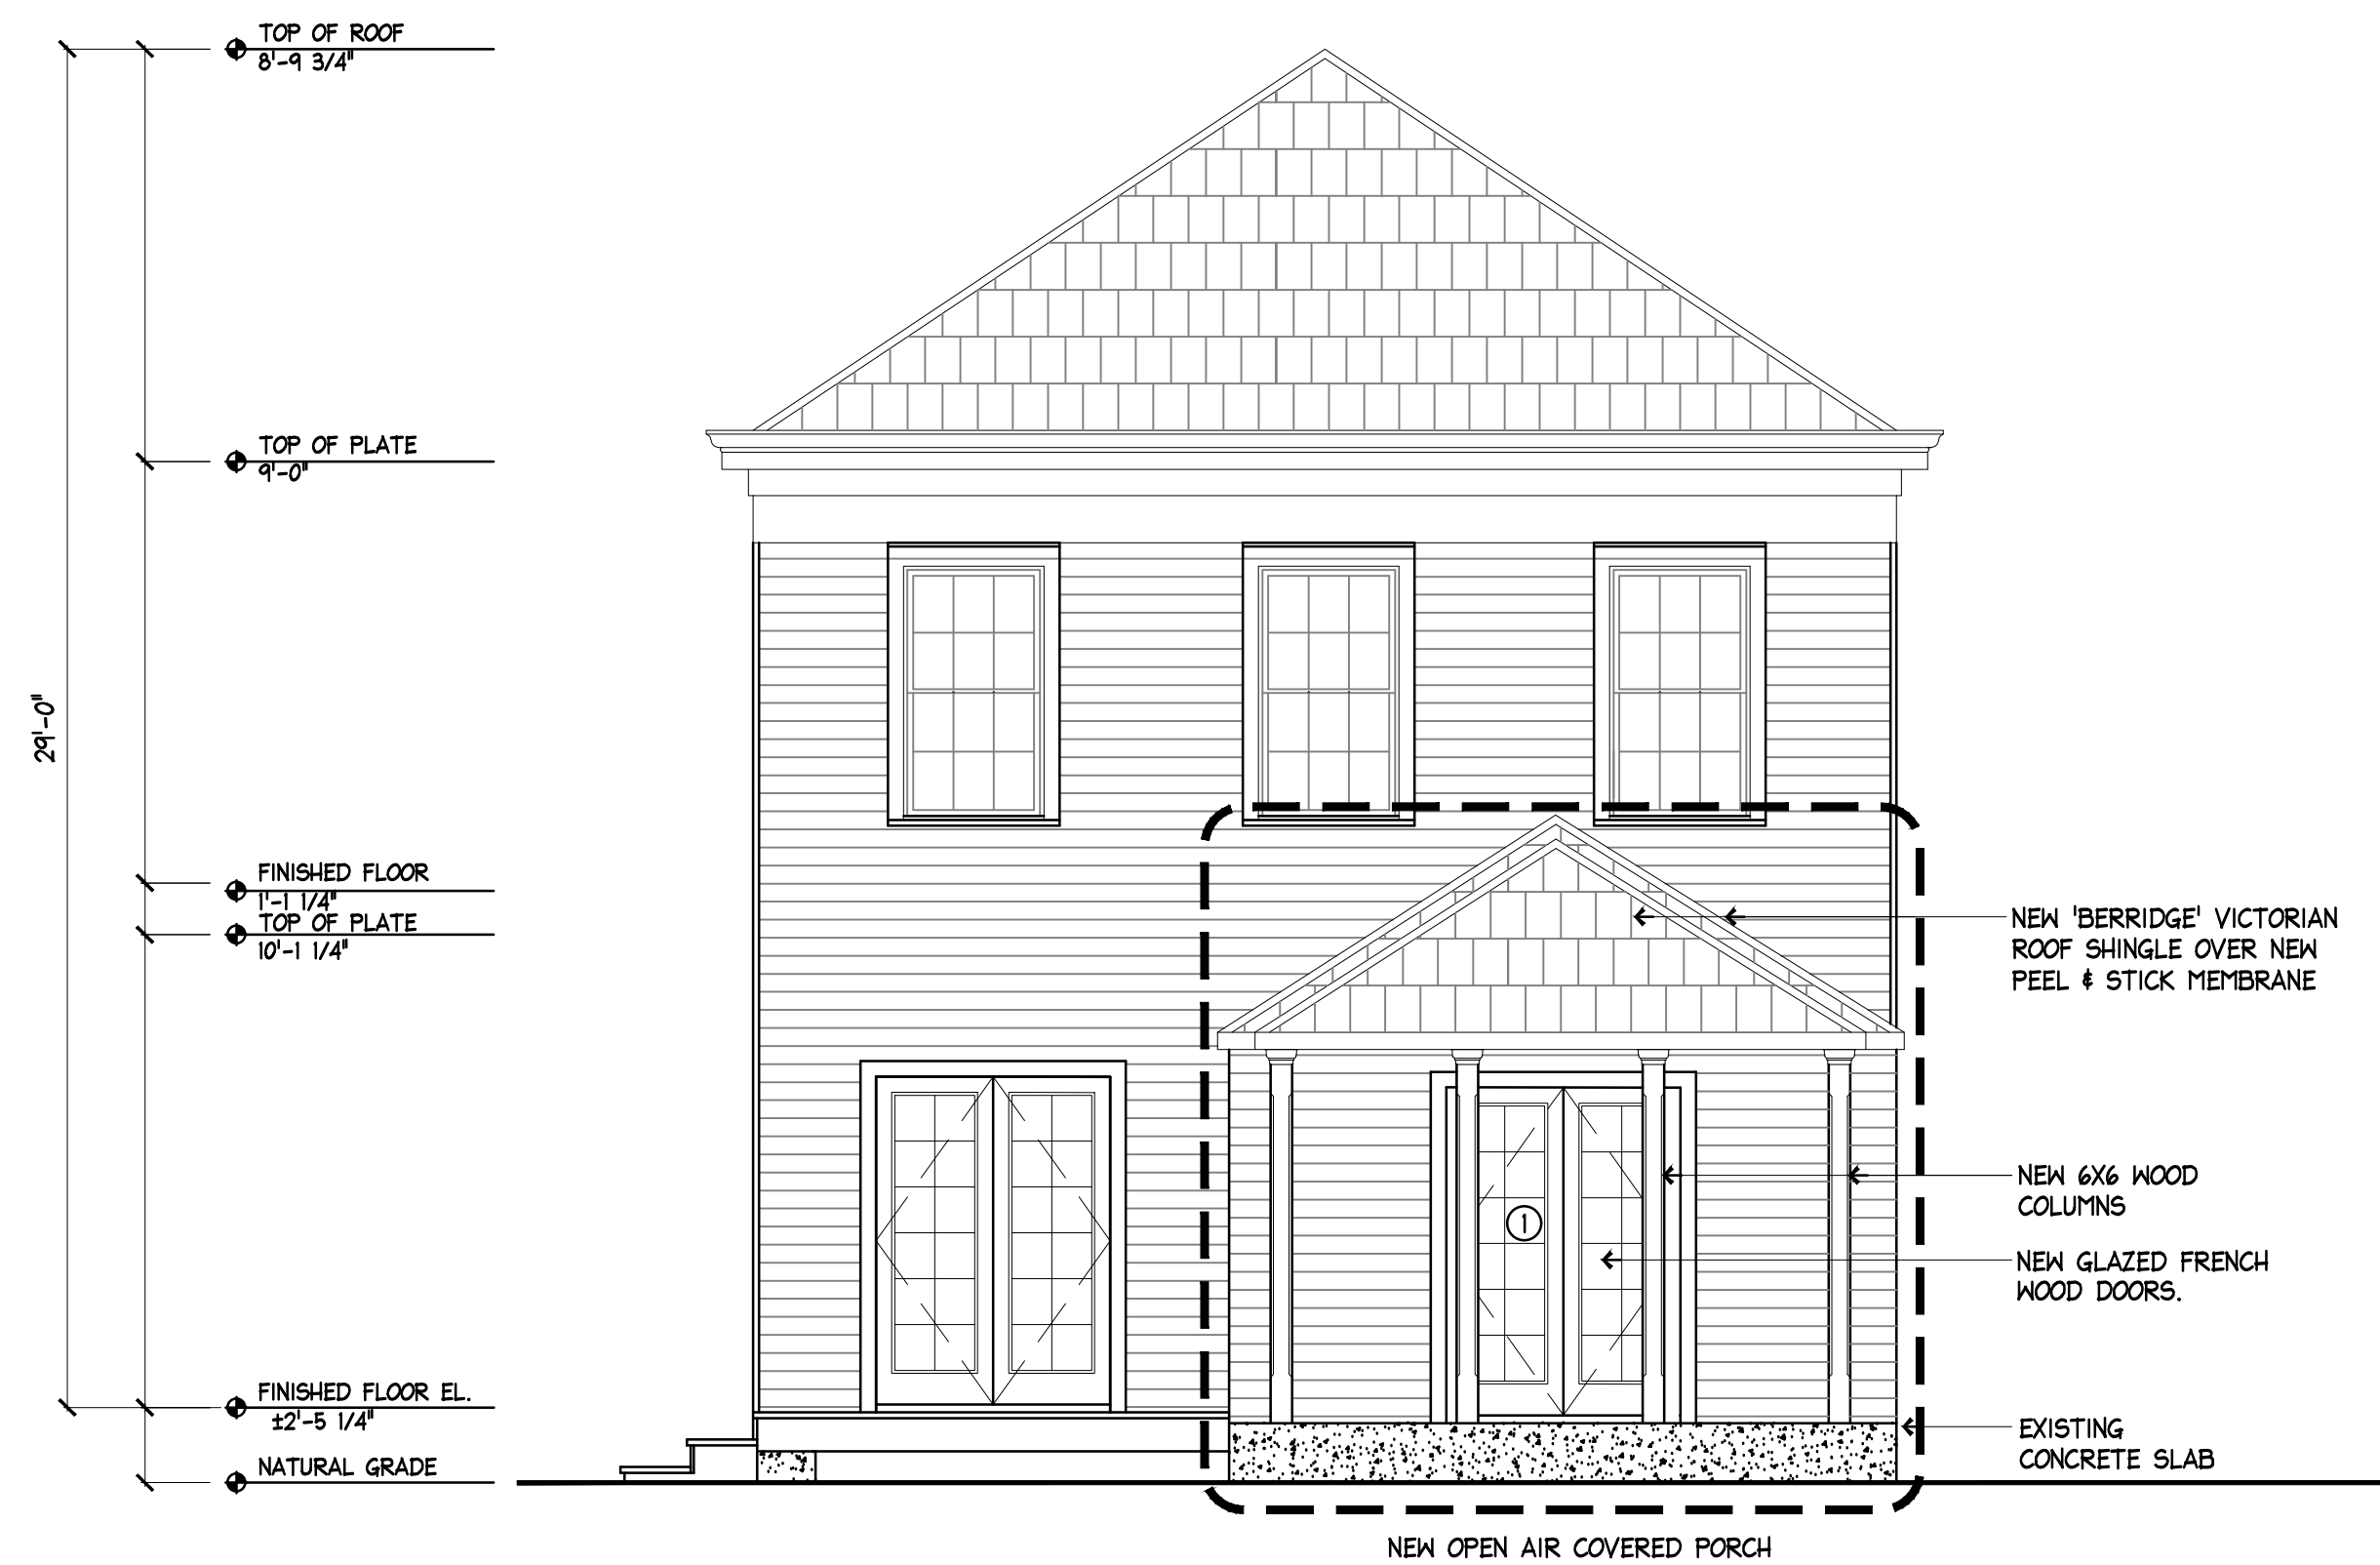 TOP OF ROOF
8'-9 3/4"
TOP OF PLATE
9'-0"
29'-0"
FINISHED FLOOR
1'-1 1/4"
TOP OF PLATE
10'-1 1/4"
FINISHED FLOOR EL.
±2'-5 1/4"
NATURAL GRADE
NEW 'BERRIDGE' VICTORIAN
ROOF SHINGLE OVER NEW
PEEL & STICK MEMBRANE
NEW 6X6 WOOD
COLUMNS
1
NEW GLAZED FRENCH
WOOD DOORS.
EXISTING
CONCRETE SLAB
NEW OPEN AIR COVERED PORCH